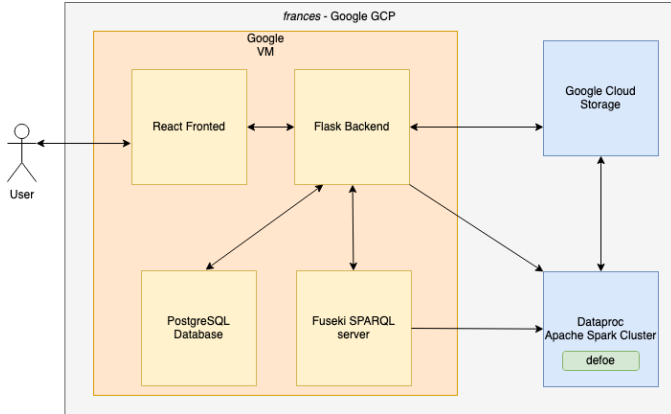 frances - Google GCP
Google
VM
React Fronted
Flask Backend
Google Cloud
Storage
User
PostgreSQL
Database
Fuseki SPARQL
server
Dataproc
Apache Spark Cluster
defoe